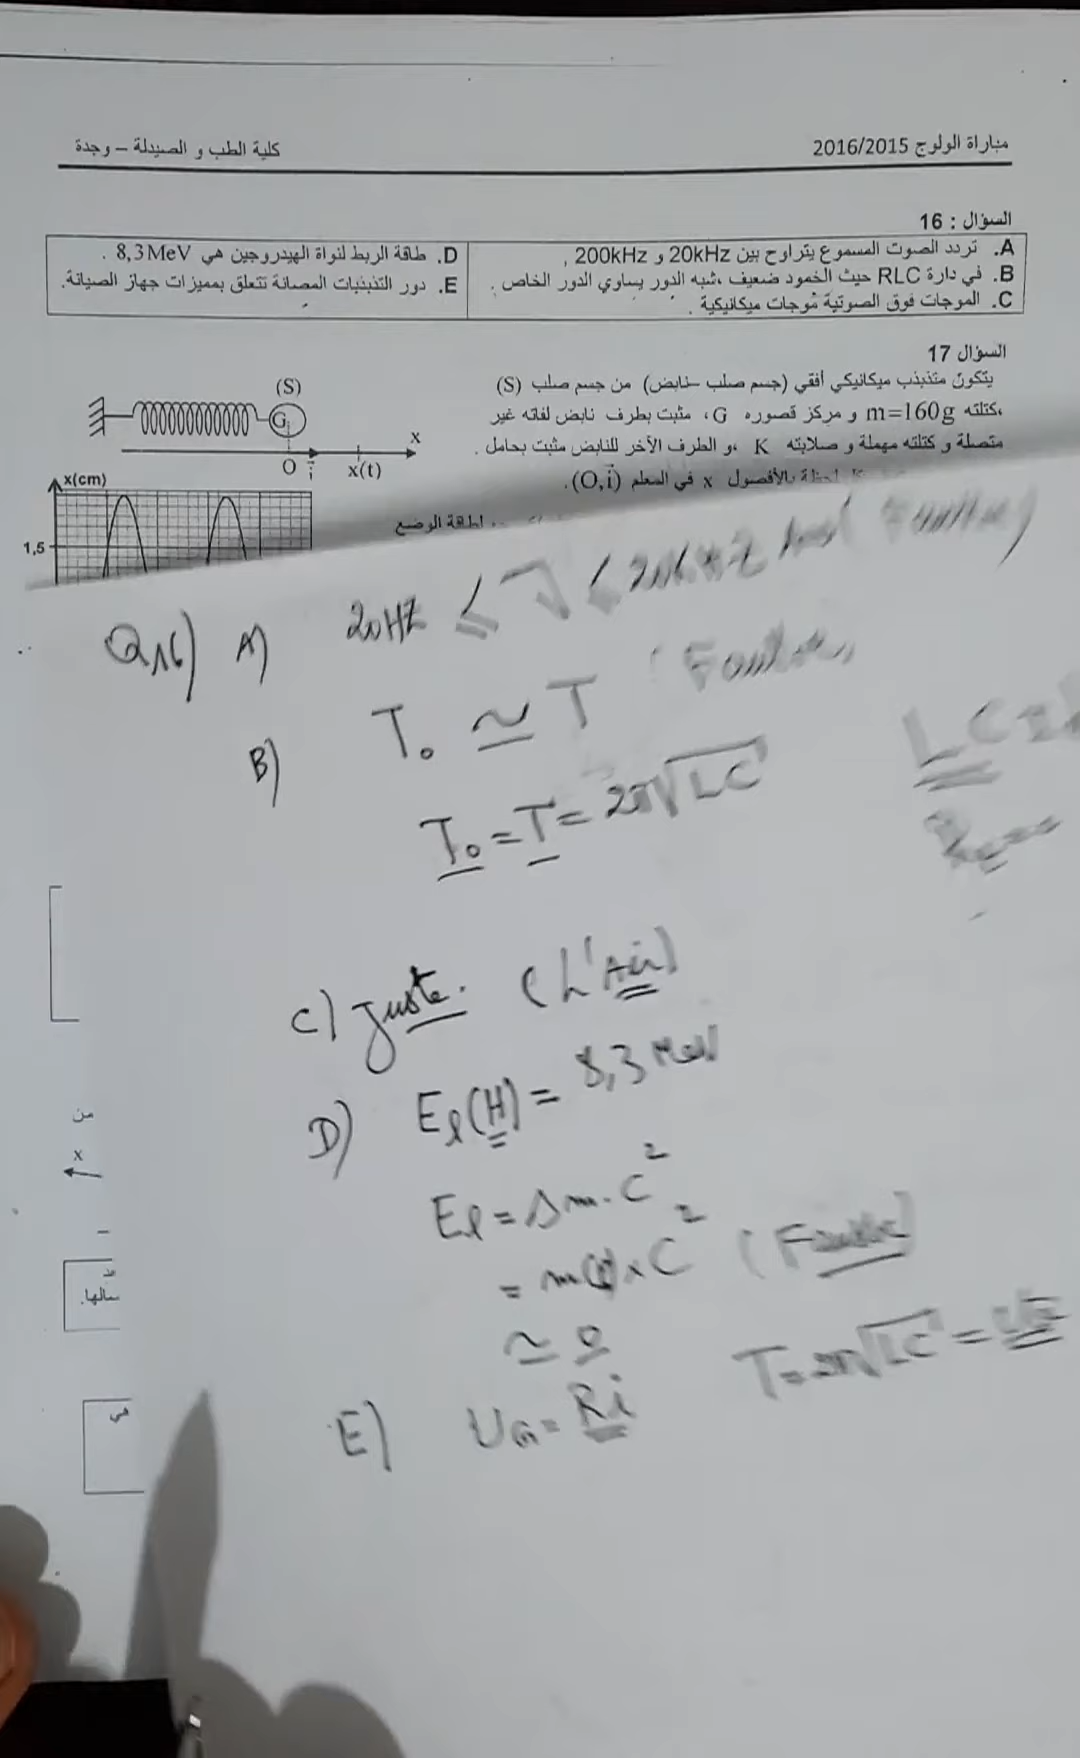 مباراة الولوج 2016/2015
كلية الطب و الصيدلة – وجدة
السؤال : 16
A. تردد الصوت المسموع يتراوح بين 20kHz و 200kHz ,
B. في دارة RLC حيث الخمود ضعيف ،شبه الدور يساوي الدور الخاص .
C. الموجات فوق الصوتية موجات ميكانيكية .
D. طاقة الربط لنواة الهيدروجين هي 8,3MeV .
E. دور التذبذبات المصانة تتعلق بمميزات جهاز الصيانة.
السؤال 17
يتكون متذبذب ميكانيكي أفقي (جسم صلب –نابض) من جسم صلب (S)
،كتلته m=160g و مركز قصوره G، مثبت بطرف نابض لفاته غير
متصلة و كتلته مهملة و صلابته K ،و الطرف الآخر للنابض مثبت بحامل .
لحظة بالأفصول x في المعلم (O,i).
طاقة الوضع
(S)
G
x
O i x(t)
x(cm)
1,5
Q16) A) 20HZ ≤
B) T₀ ≃ T
T₀ = T = 2π√LC
C) Juste. (L'Air)
D) Eℓ(H) = 8,3 MeV
Eℓ = Δm.C²
(Fausse)
≃ 0
E) UG = Ri T = 2π√LC =
من
x
سالها.
هي